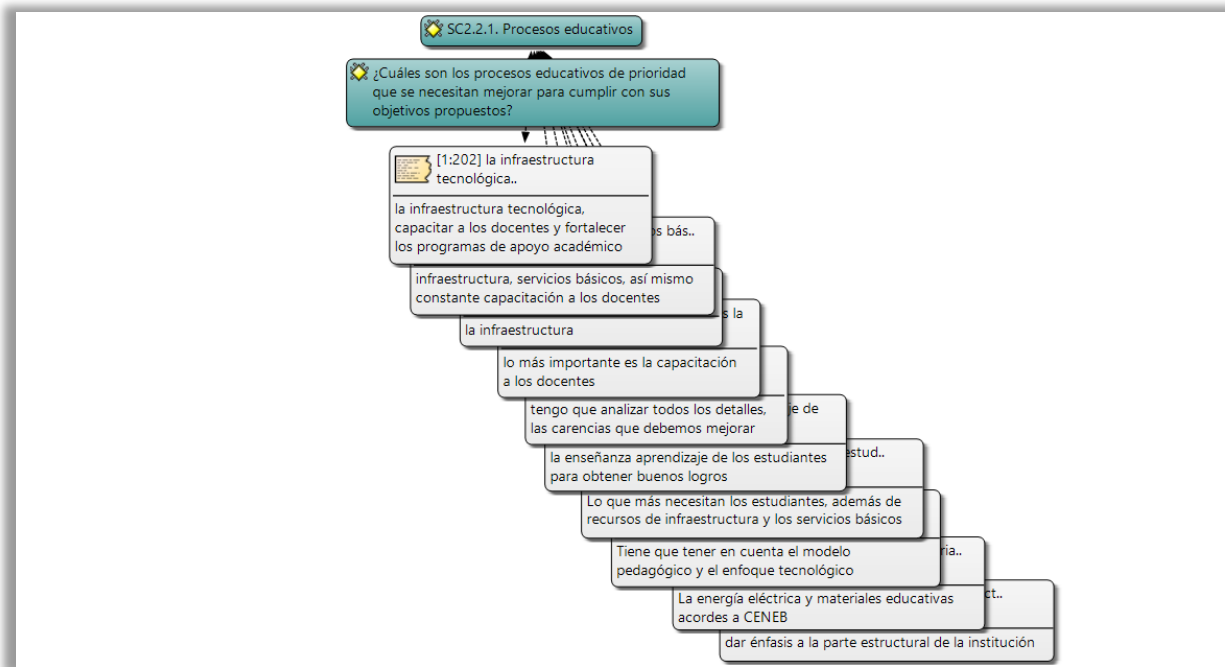 SC2.2.1. Procesos educativos
¿Cuáles son los procesos educativos de prioridad
que se necesitan mejorar para cumplir con sus
objetivos propuestos?
[1:202] la infraestructura
tecnológica..
la infraestructura tecnológica,
capacitar a los docentes y fortalecer
los programas de apoyo académico
bás..
infraestructura, servicios básicos, así mismo
constante capacitación a los docentes
la infraestructura
la
lo más importante es la capacitación
a los docentes
tengo que analizar todos los detalles,
las carencias que debemos mejorar
de
la enseñanza aprendizaje de los estudiantes
para obtener buenos logros
estud..
Lo que más necesitan los estudiantes, además de
recursos de infraestructura y los servicios básicos
Tiene que tener en cuenta el modelo
pedagógico y el enfoque tecnológico
ria..
La energía eléctrica y materiales educativas
acordes a CENEB
ct..
dar énfasis a la parte estructural de la institución